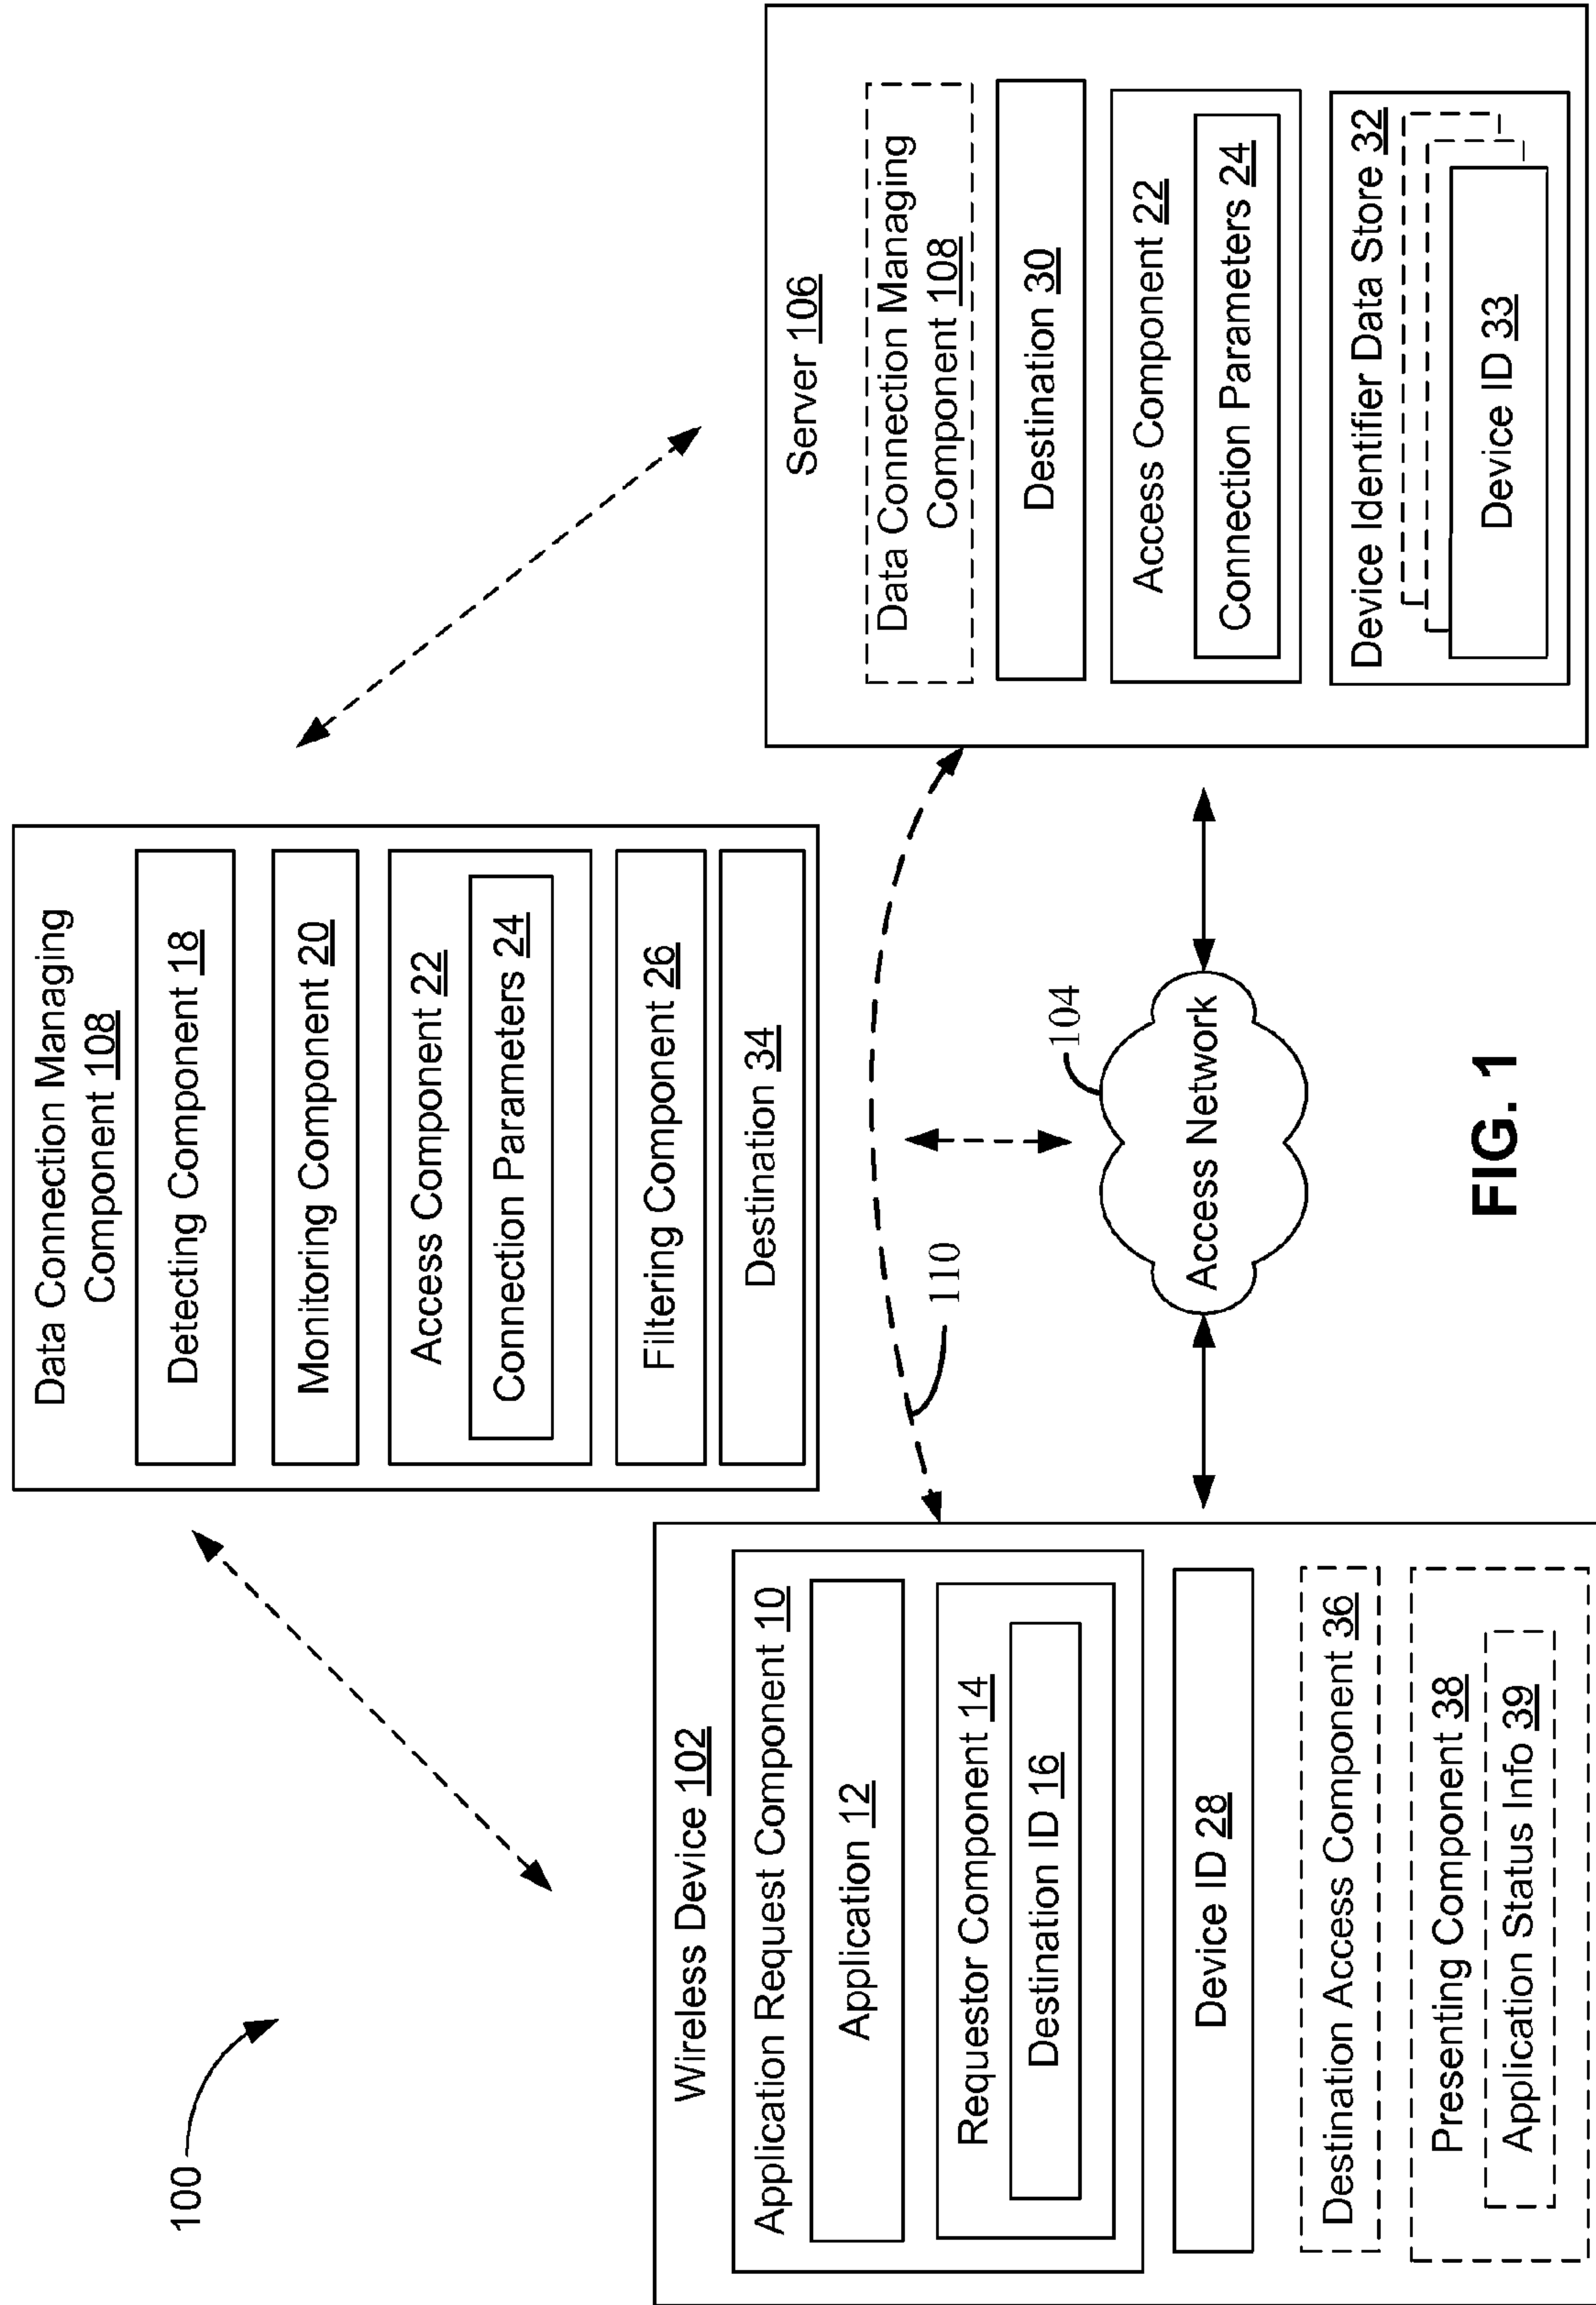 100
Data Connection Managing
Component 108
Detecting Component 18
Monitoring Component 20
Access Component 22
Connection Parameters 24
Filtering Component 26
Destination 34
Wireless Device 102
Application Request Component 10
Application 12
Requestor Component 14
Destination ID 16
Device ID 28
Destination Access Component 36
Presenting Component 38
Application Status Info 39
110
104
Access Network
Server 106
Data Connection Managing
Component 108
Destination 30
Access Component 22
Connection Parameters 24
Device Identifier Data Store 32
Device ID 33
FIG. 1